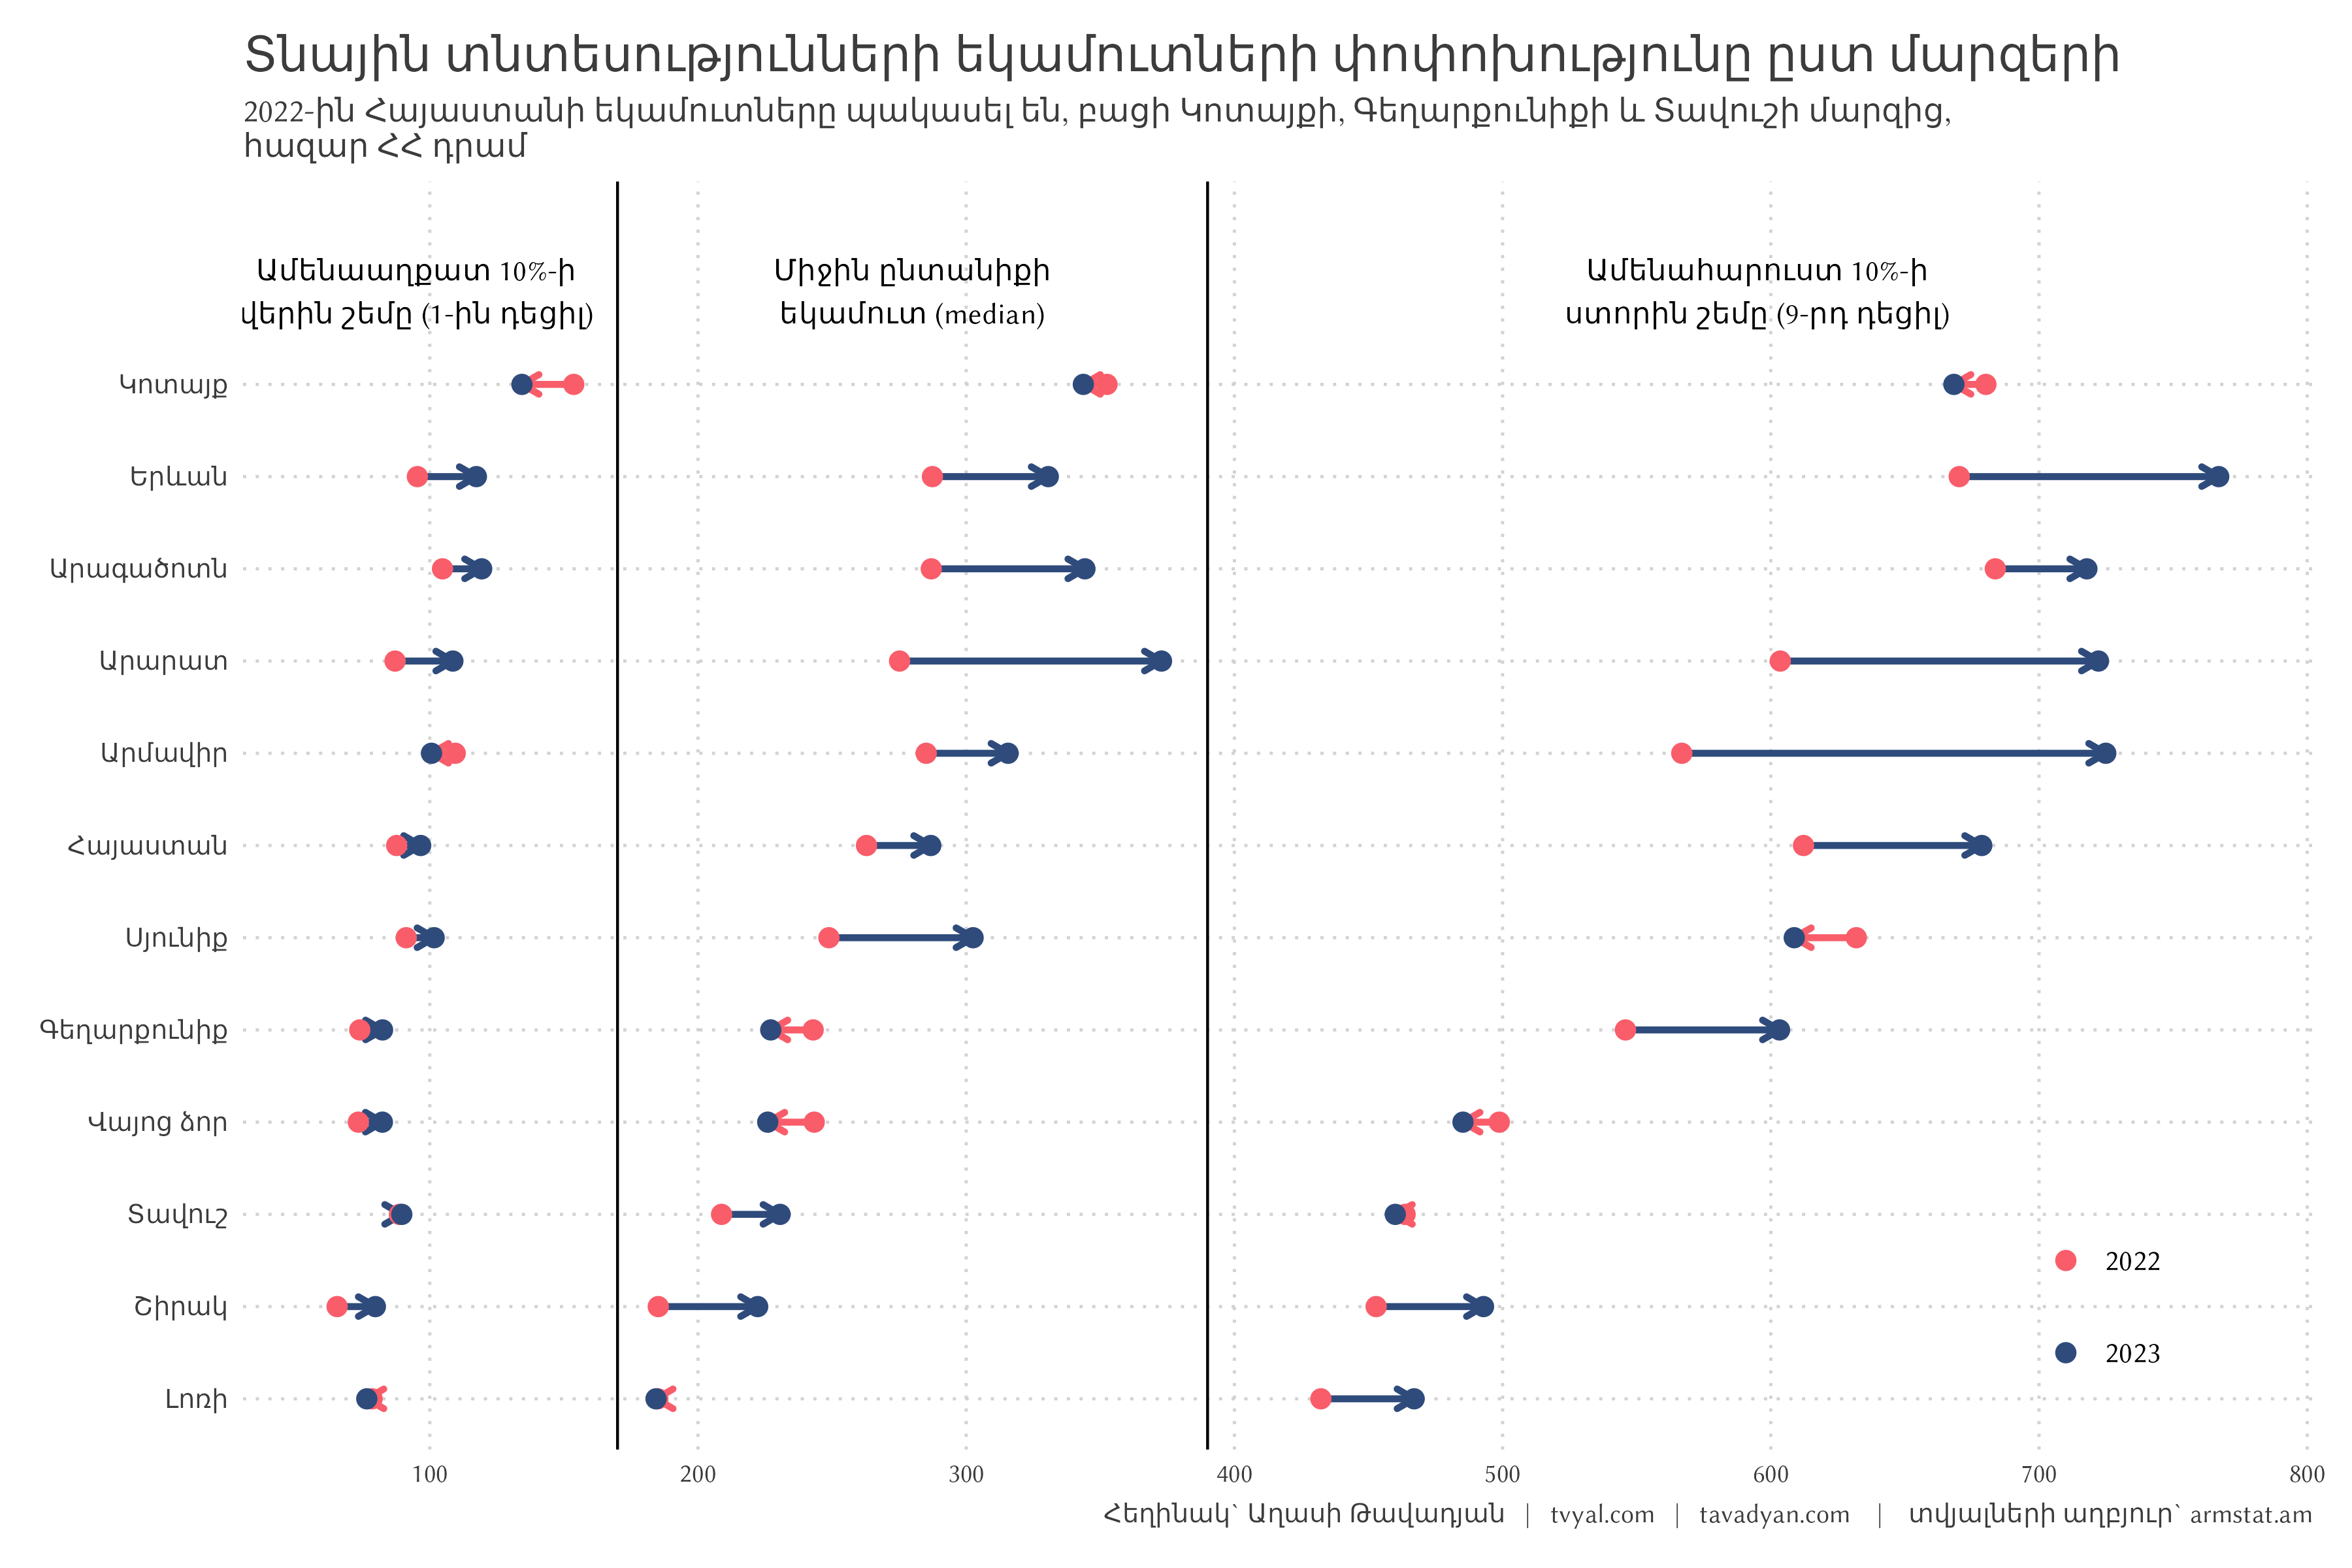 Տնային տնտեսությունների եկամուտների փոփոխությունը ըստ մարզերի
2022-ին Հայաստանի եկամուտները պակասել են, բացի Կոտայքի, Գեղարքունիքի և Տավուշի մարզից,
հազար ՀՀ դրամ
Ամենաաղքատ 10%-ի
վերին շեմը (1-ին դեցիլ)
Միջին ընտանիքի
եկամուտ (median)
Ամենահարուստ 10%-ի
ստորին շեմը (9-րդ դեցիլ)
Կոտայք
Երևան
Արագածոտն
Արարատ
Արմավիր
Հայաստան
Սյունիք
Գեղարքունիք
Վայոց ձոր
Տավուշ
Շիրակ
Լոռի
2022
2023
100 200 300 400 500 600 700 800
Հեղինակ` Աղասի Թավադյան | tvyal.com | tavadyan.com | տվյալների աղբյուր` armstat.am